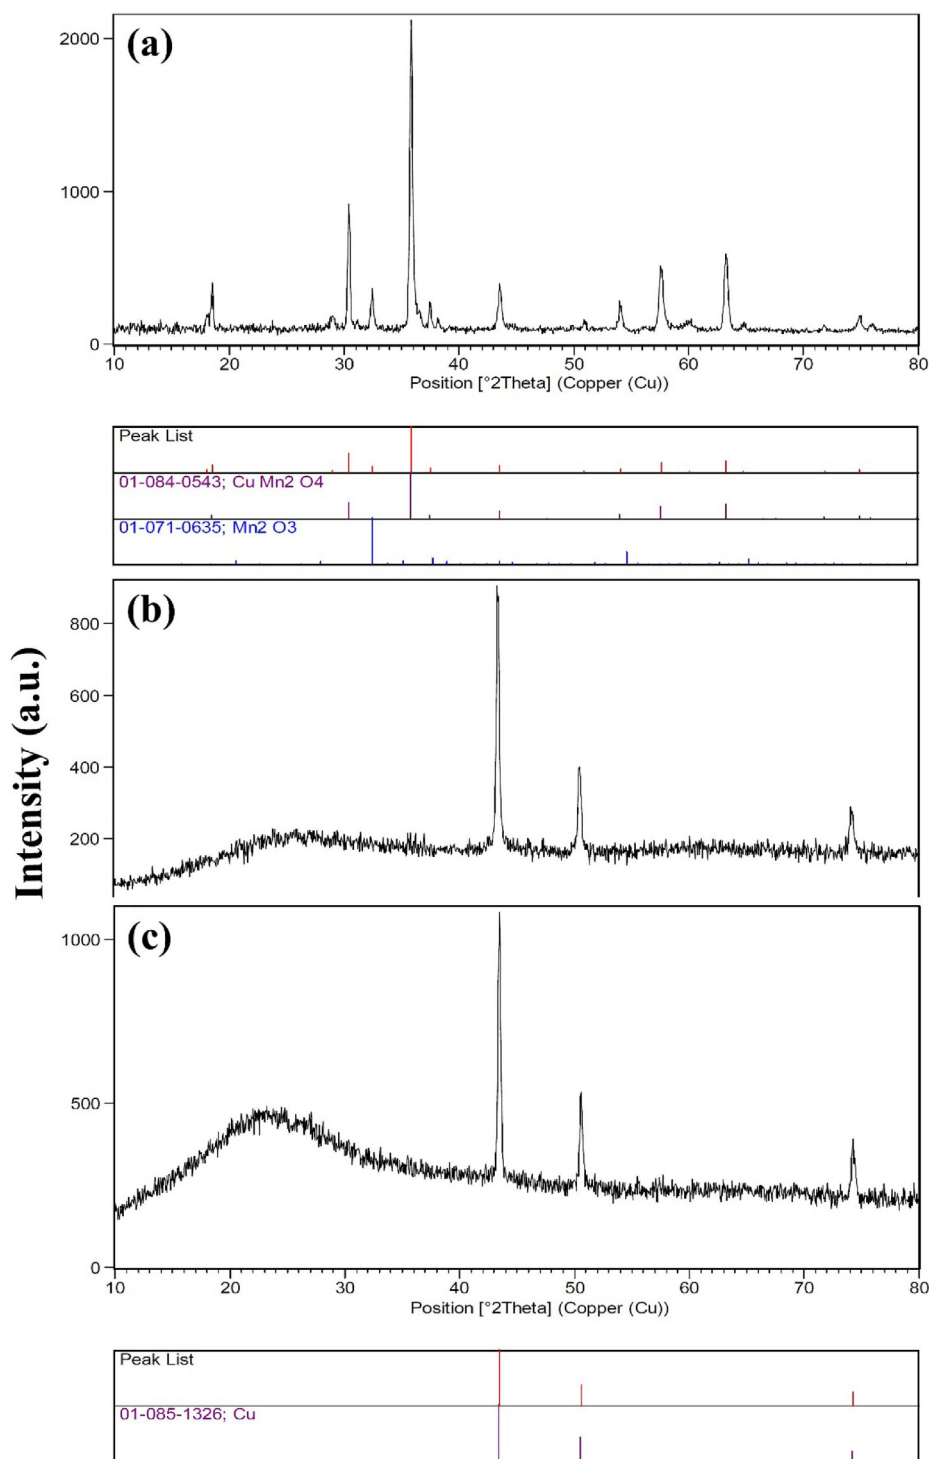 Intensity (a.u.)
(a)
2000
1000
0
10 20 30 40 50 60 70 80
Position [°2Theta] (Copper (Cu))
Peak List
01-084-0543; Cu Mn2 O4
01-071-0635; Mn2 O3
(b)
800
600
400
200
(c)
1000
500
0
10 20 30 40 50 60 70 80
Position [°2Theta] (Copper (Cu))
Peak List
01-085-1326; Cu